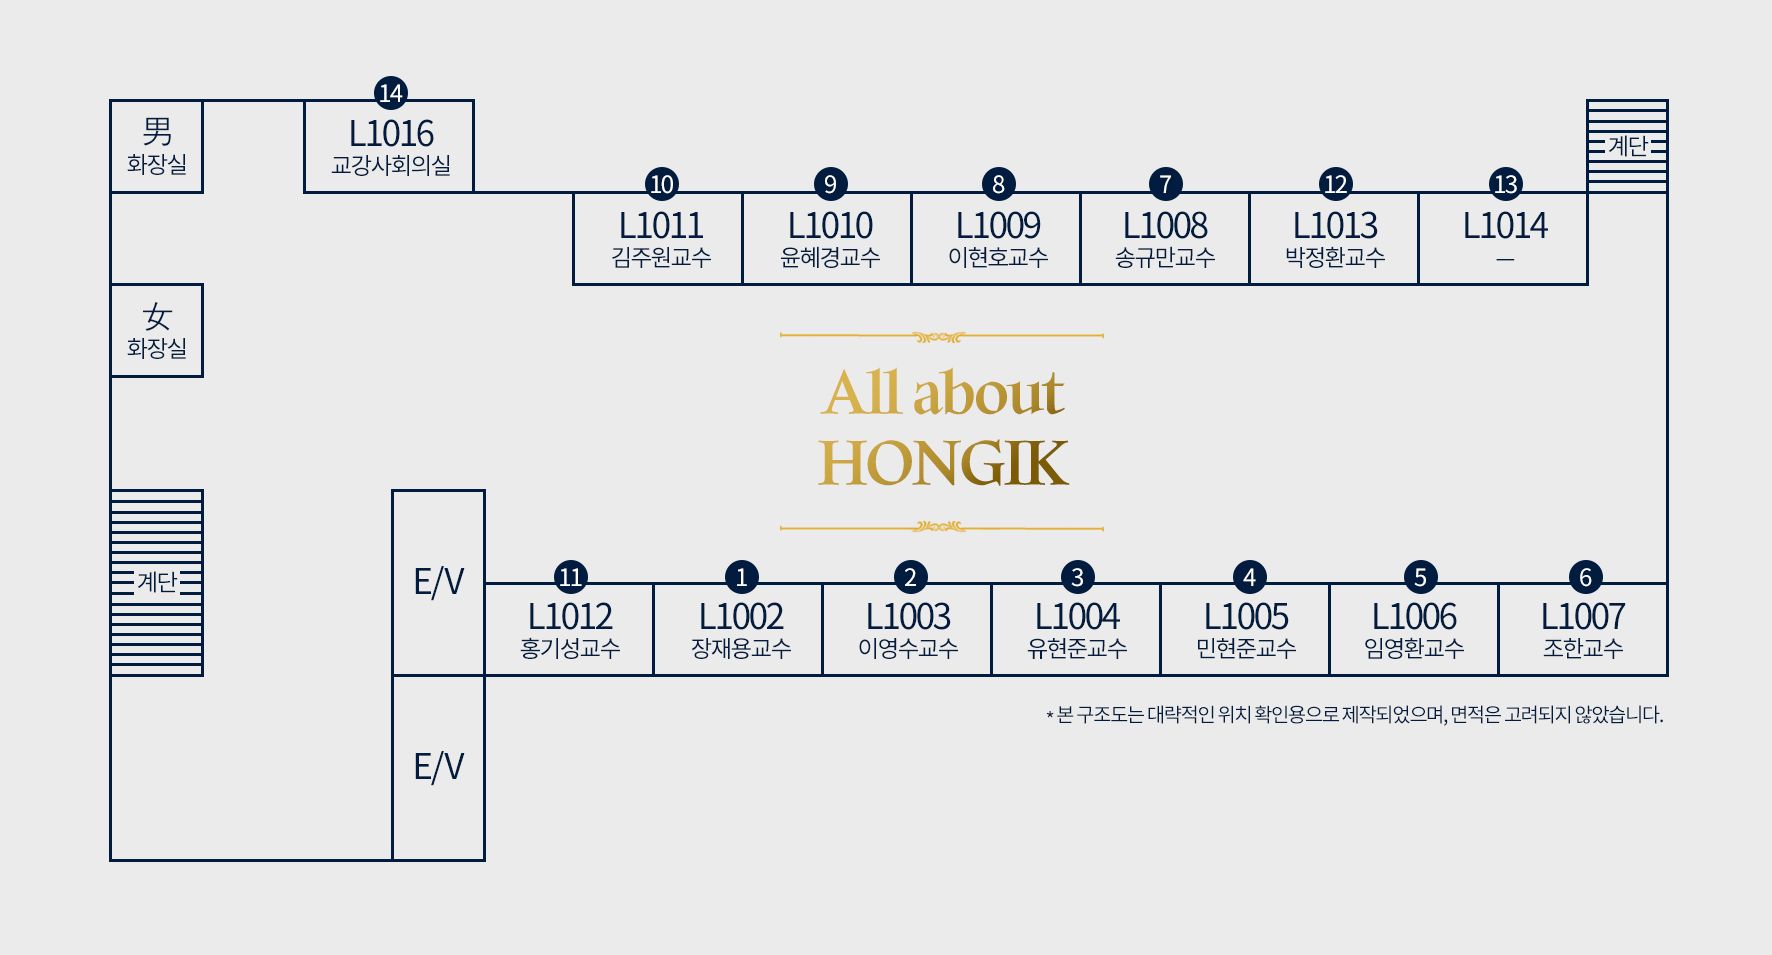 14
男
화장실
L1016
교강사회의실
계단
10
L1011
김주원교수
9
L1010
윤혜경교수
8
L1009
이현호교수
7
L1008
송규만교수
12
L1013
박정환교수
13
L1014
—
女
화장실
All about
HONGIK
계단
E/V
11
L1012
홍기성교수
1
L1002
장재용교수
2
L1003
이영수교수
3
L1004
유현준교수
4
L1005
민현준교수
5
L1006
임영환교수
6
L1007
조한교수
* 본 구조도는 대략적인 위치 확인용으로 제작되었으며, 면적은 고려되지 않았습니다.
E/V